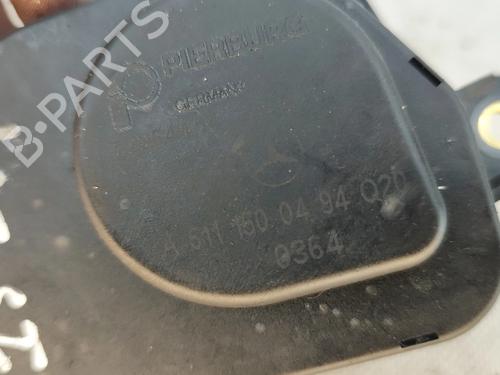 PIERBURG
GERMANY
A 611 150 04 94 Q20
0364
B-PARTS